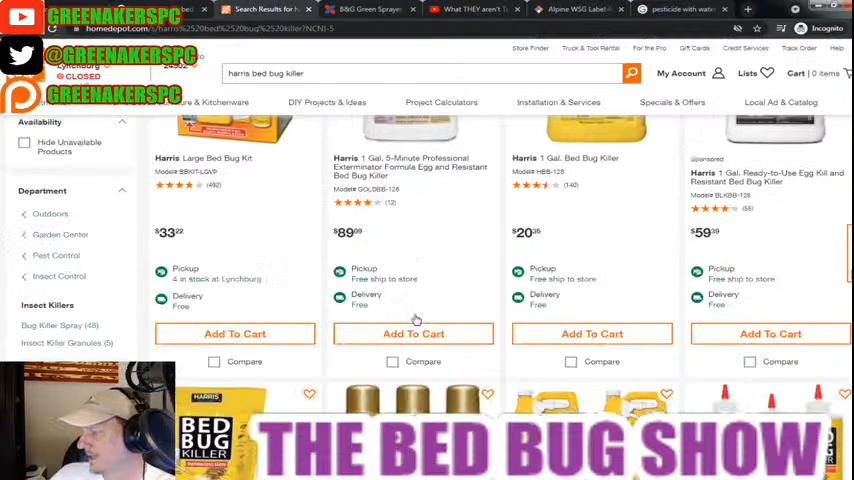 GREENAKERSPC
@GREENAKERSPC
GREENAKERSPC
Search Results for h
B&G Green Sprayer
What THEY aren't T
Alpine WSG Label
pesticide with water
homedepot.com/s/harris%2520bed%2520bug%2520killer?NCNI-5
Incognito
Store Finder
Truck & Tool Rental
For the Pro
Gift Cards
Credit Services
Track Order
Help
CLOSED
harris bed bug killer
My Account
Lists
Cart | 0 items
& Kitchenware
DIY Projects & Ideas
Project Calculators
Installation & Services
Specials & Offers
Local Ad & Catalog
Availability
Hide Unavailable
Products
Department
Outdoors
Garden Center
Pest Control
Insect Control
Insect Killers
Bug Killer Spray (48)
Insect Killer Granules (5)
Harris Large Bed Bug Kit
Model# BBKIT-LGVP
(492)
$33.22
Pickup
4 in stock at Lynchburg
Delivery
Free
Add To Cart
Compare
Harris 1 Gal. 5-Minute Professional
Exterminator Formula Egg and Resistant
Bed Bug Killer
Model# GOLDBB-128
(12)
$89.09
Pickup
Free ship to store
Delivery
Free
Add To Cart
Compare
Harris 1 Gal. Bed Bug Killer
Model# HBB-128
(140)
$20.35
Pickup
Free ship to store
Delivery
Free
Add To Cart
Compare
Sponsored
Harris 1 Gal. Ready-to-Use Egg Kill and
Resistant Bed Bug Killer
Model# BLKBB-128
(55)
$59.39
Pickup
Free ship to store
Delivery
Free
Add To Cart
Compare
HARRIS
BED
BUG
KILLER
THE BED BUG SHOW